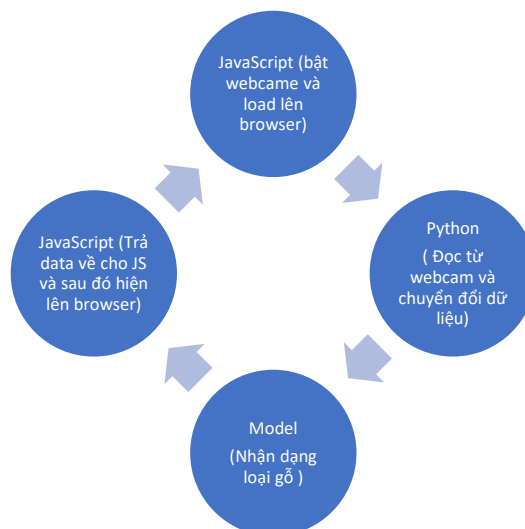 JavaScript (bật
webcame và
load lên
browser)
Python
( Đọc từ
webcam và
chuyển đổi dữ
liệu)
Model
(Nhận dạng
loại gỗ )
JavaScript (Trả
data về cho JS
và sau đó hiện
lên browser)